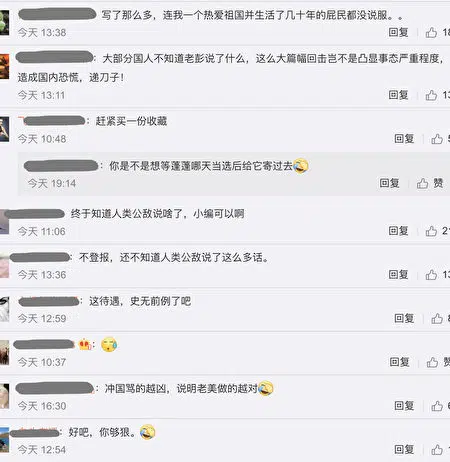 写了那么多，连我一个热爱祖国并生活了几十年的屁民都没说服。。
今天 13:38 回复
：大部分国人不知道老彭说了什么，这么大篇幅回击岂不是凸显事态严重程度，
造成国内恐慌，递刀子！
今天 13:11 回复 13
：赶紧买一份收藏
今天 10:48 回复
：你是不是想等蓬蓬哪天当选后给它寄过去
今天 19:14 回复 赞
终于知道人类公敌说啥了，小编可以啊
今天 11:06 回复 21
：不登报，还不知道人类公敌说了这么多话。
今天 13:36 回复 13
：这待遇，史无前例了吧
今天 12:59 回复
：
今天 10:37 回复 赞
：冲国骂的越凶，说明老美做的越对
今天 16:30 回复
：好吧，你够狠。
今天 12:54 回复